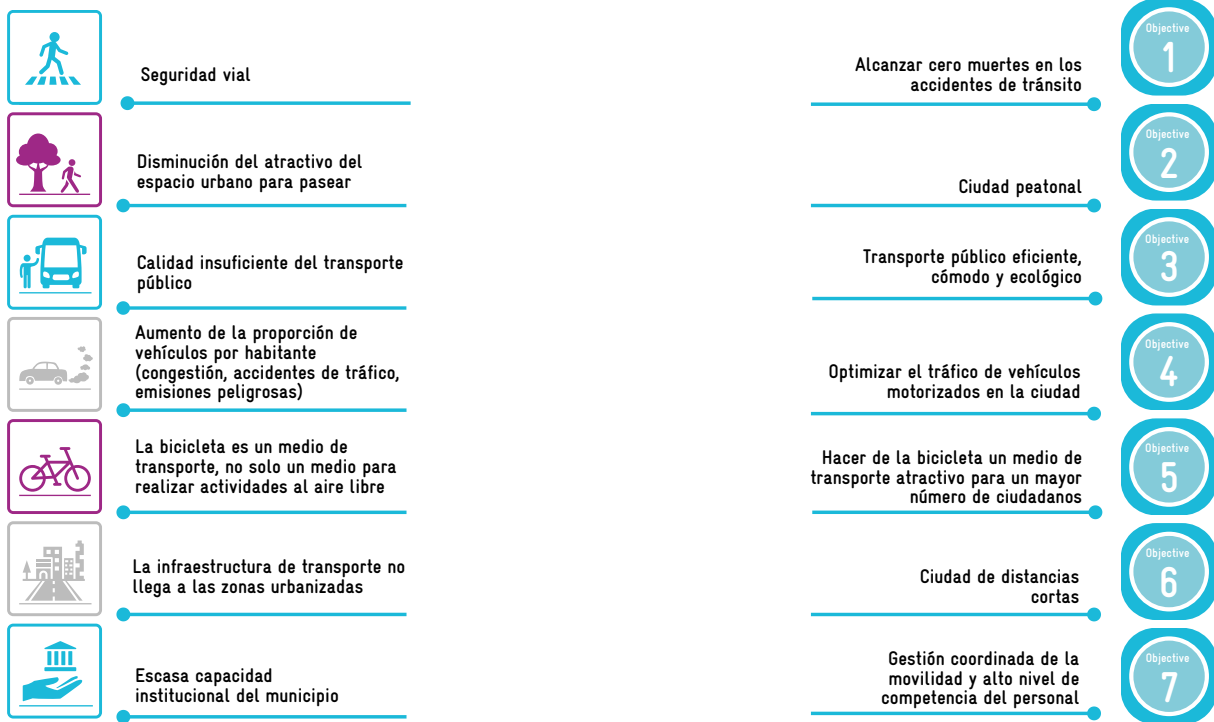 Seguridad vial
Alcanzar cero muertes en los
accidentes de tránsito
Objective
1
Disminución del atractivo del
espacio urbano para pasear
Ciudad peatonal
Objective
2
Calidad insuficiente del transporte
público
Transporte público eficiente,
cómodo y ecológico
Objective
3
Aumento de la proporción de
vehículos por habitante
(congestión, accidentes de tráfico,
emisiones peligrosas)
Optimizar el tráfico de vehículos
motorizados en la ciudad
Objective
4
La bicicleta es un medio de
transporte, no solo un medio para
realizar actividades al aire libre
Hacer de la bicicleta un medio de
transporte atractivo para un mayor
número de ciudadanos
Objective
5
La infraestructura de transporte no
llega a las zonas urbanizadas
Ciudad de distancias
cortas
Objective
6
Escasa capacidad
institucional del municipio
Gestión coordinada de la
movilidad y alto nivel de
competencia del personal
Objective
7